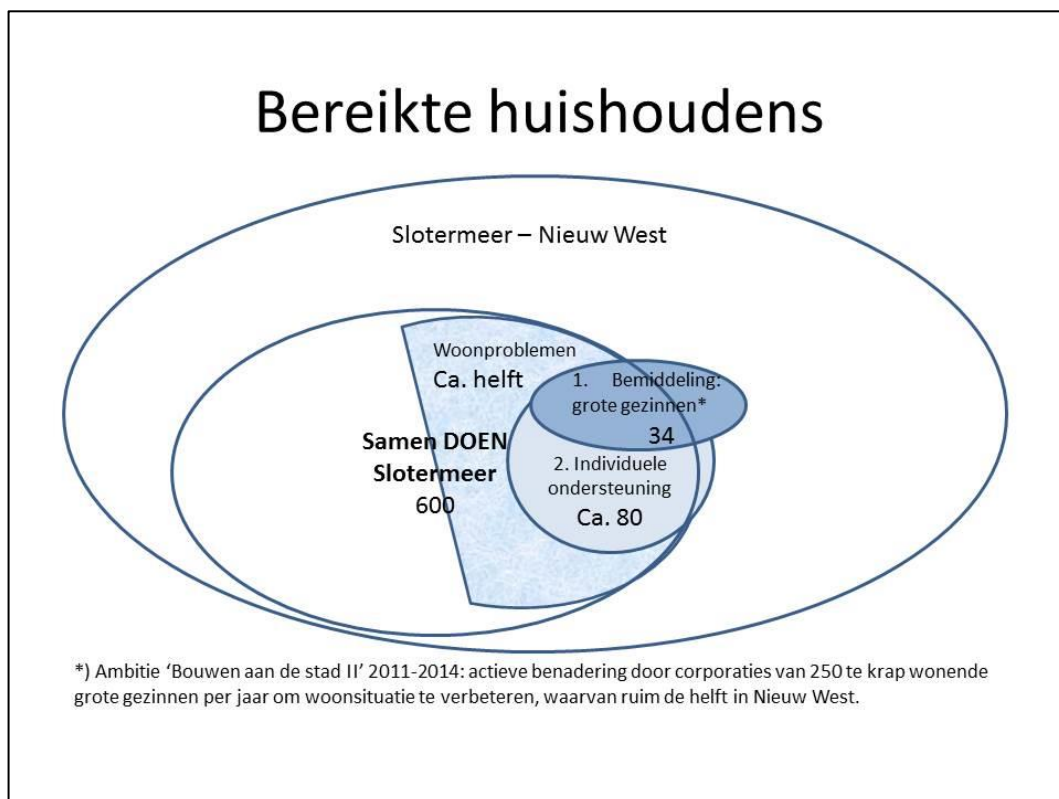 Bereikte huishoudens
Slotermeer – Nieuw West
Woonproblemen
Ca. helft
1. Bemiddeling:
grote gezinnen*
34
Samen DOEN
Slotermeer
600
2. Individuele
ondersteuning
Ca. 80
*) Ambitie ‘Bouwen aan de stad II’ 2011-2014: actieve benadering door corporaties van 250 te krap wonende
grote gezinnen per jaar om woonsituatie te verbeteren, waarvan ruim de helft in Nieuw West.